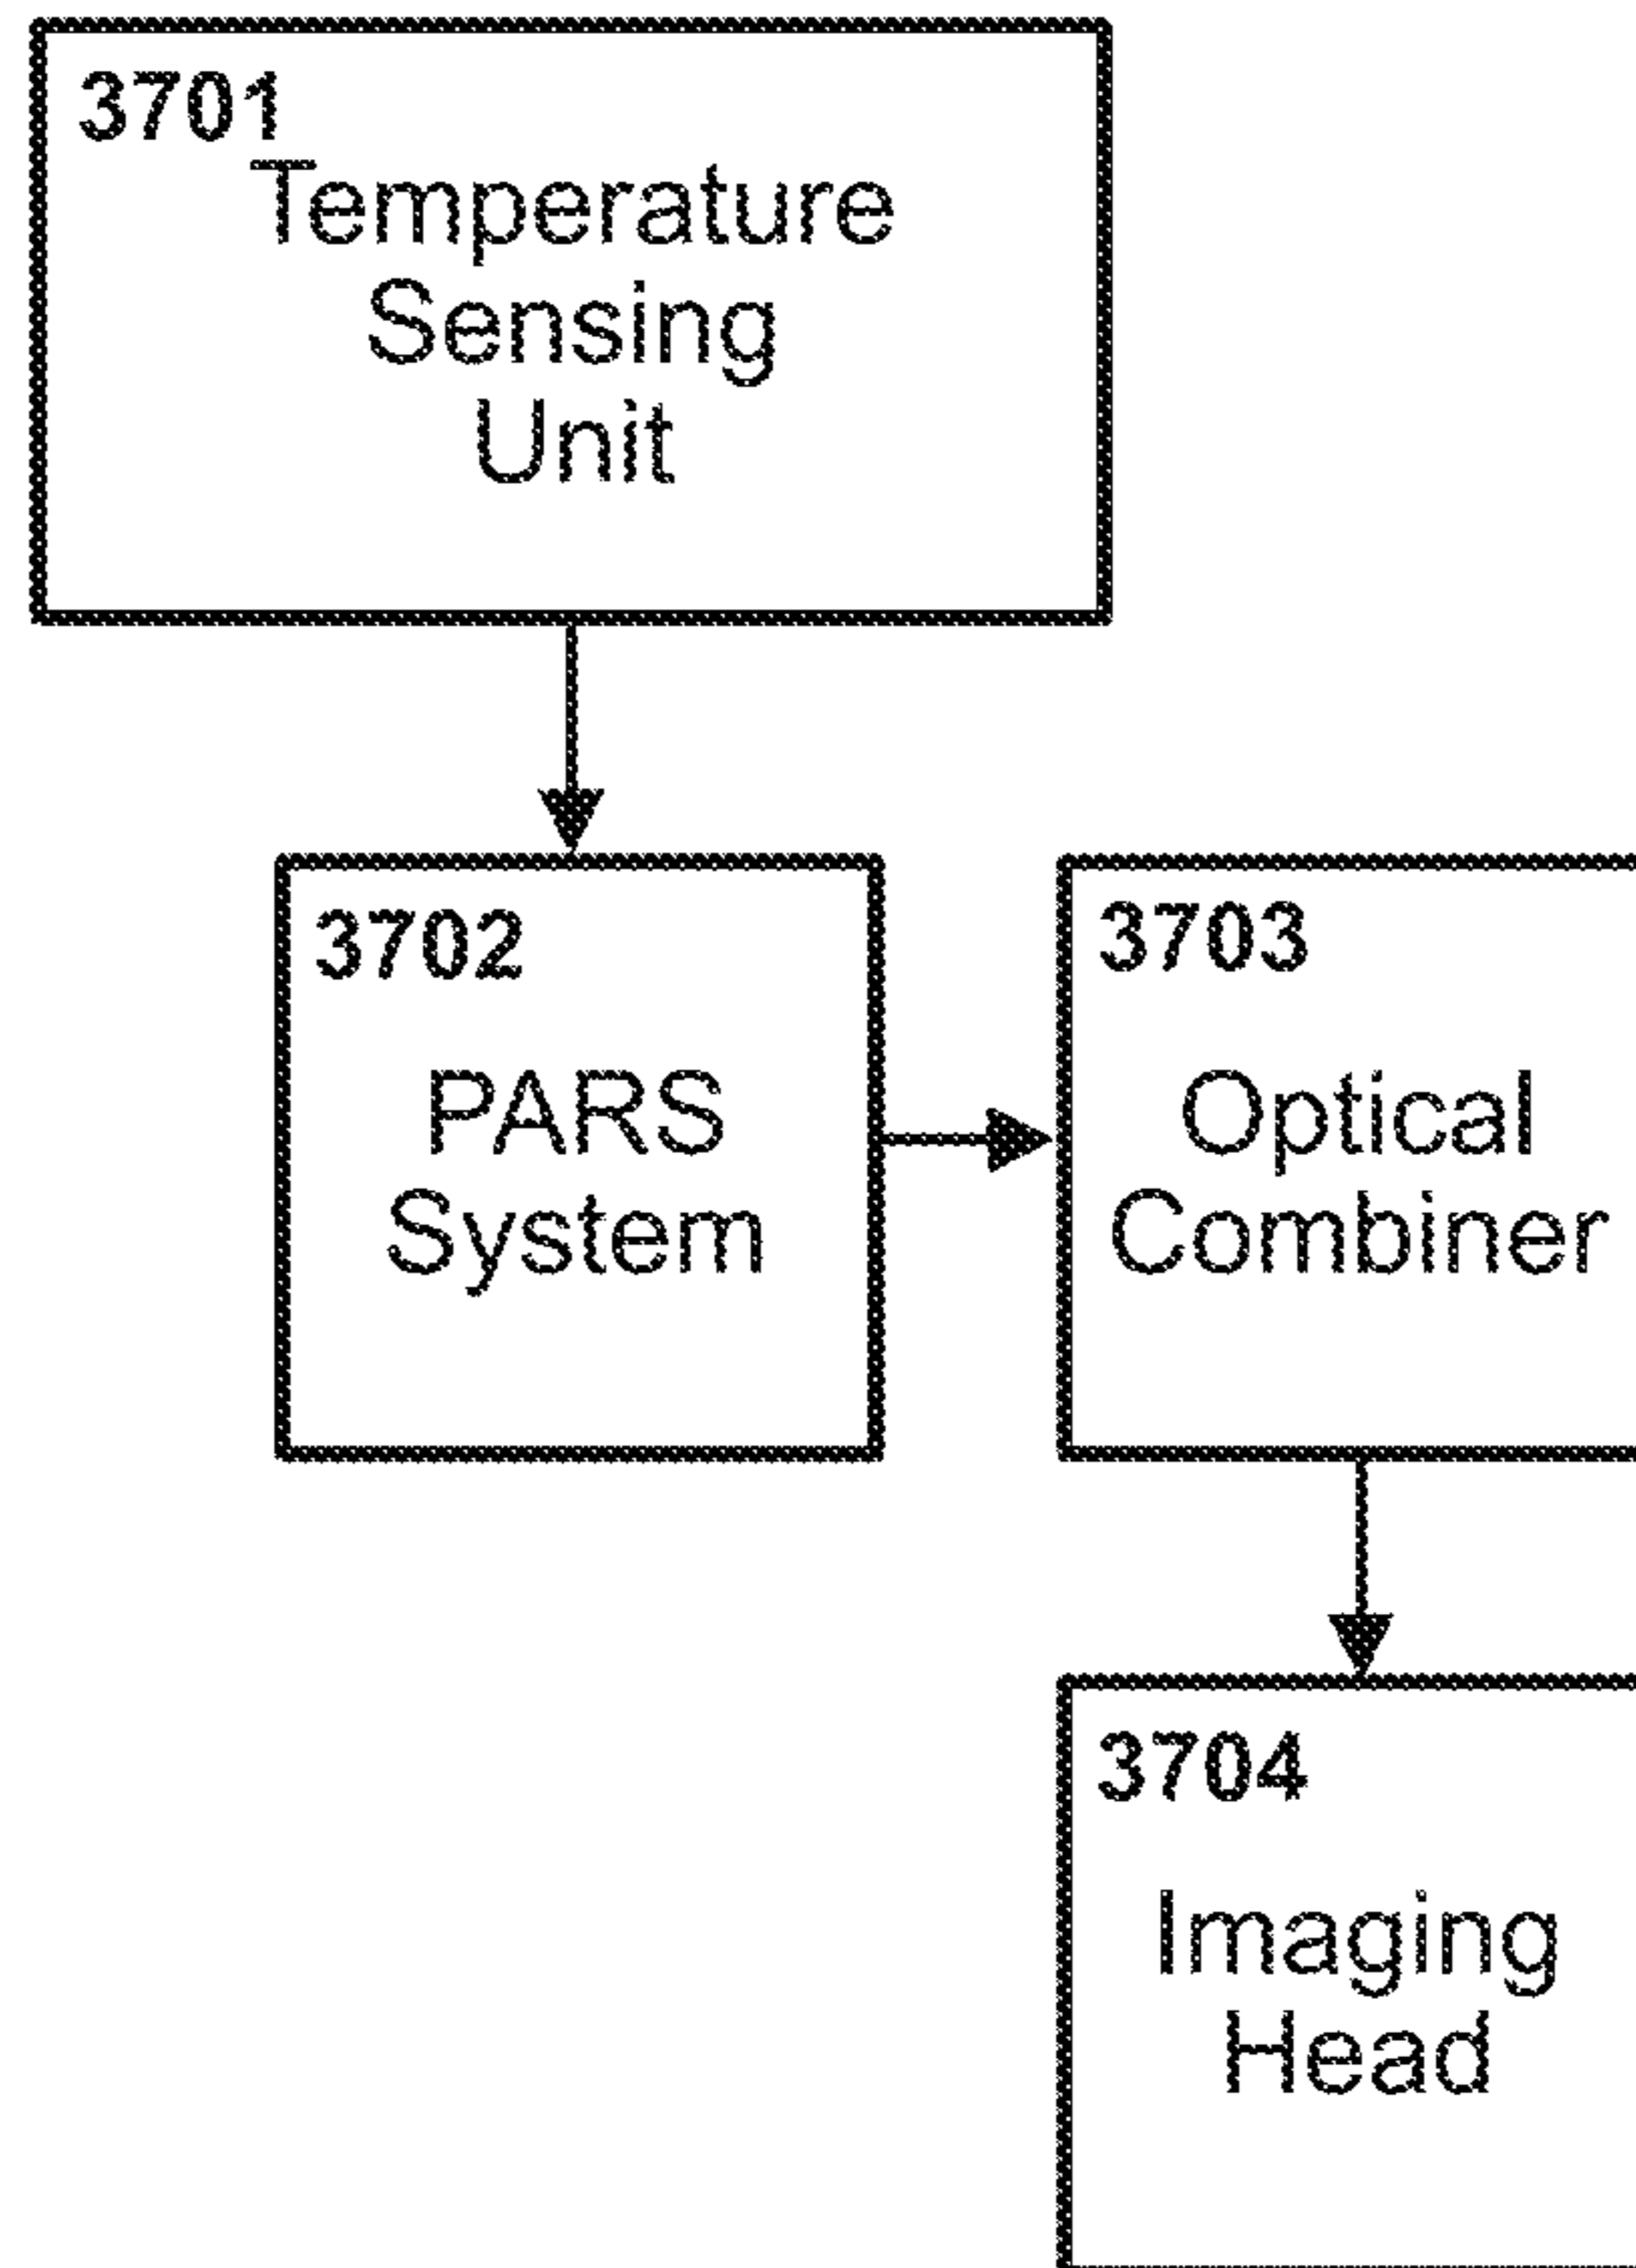 3701
Temperature
Sensing
Unit
3702
PARS
System
3703
Optical
Combiner
3704
Imaging
Head